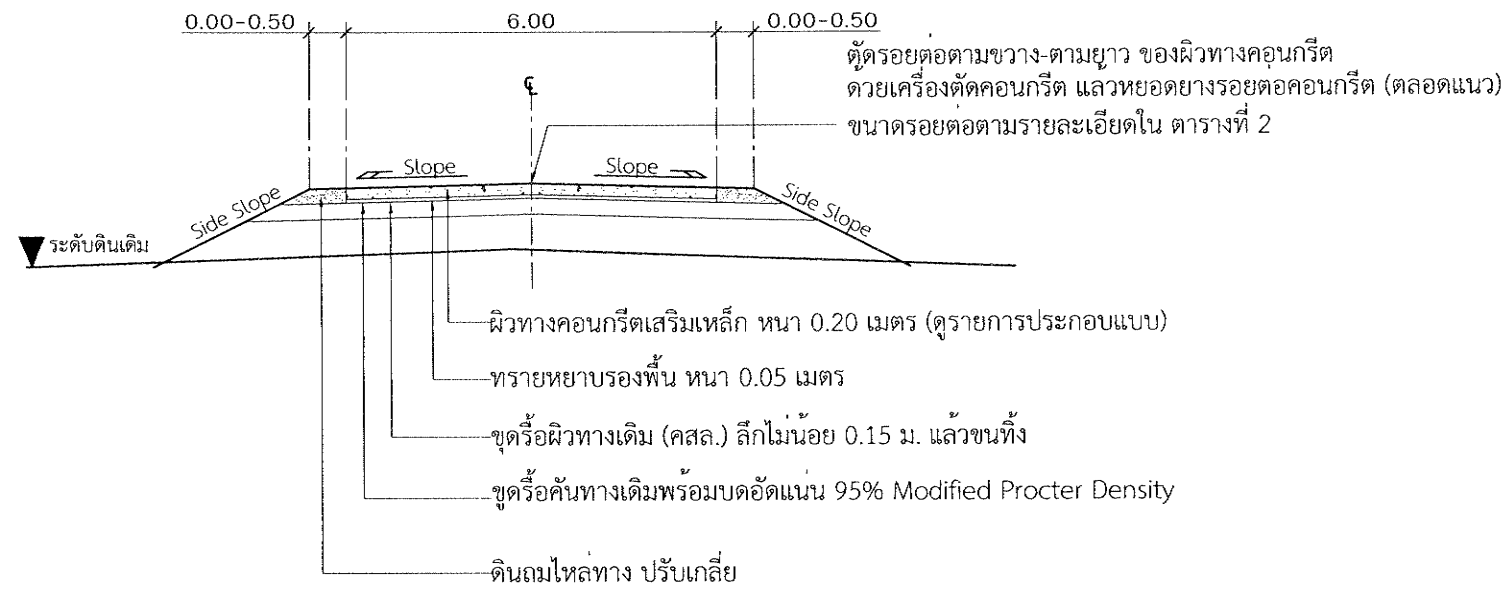 0.00-0.50 6.00 0.00-0.50
ตัดรอยต่อตามขวาง-ตามยาว ของผิวทางคอนกรีต
ด้วยเครื่องตัดคอนกรีต แล้วหยอดยางรอยต่อคอนกรีต (ตลอดแนว)
ขนาดรอยต่อตามรายละเอียดใน ตารางที่ 2
Slope Slope
Side Slope Side Slope
ระดับดินเดิม
ผิวทางคอนกรีตเสริมเหล็ก หนา 0.20 เมตร (ดูรายการประกอบแบบ)
ทรายหยาบรองพื้น หนา 0.05 เมตร
ขุดรื้อผิวทางเดิม (คสล.) ลึกไม่น้อย 0.15 ม. แล้วขนทิ้ง
ขูดรื้อคันทางเดิมพร้อมบดอัดแน่น 95% Modified Procter Density
ดินถมไหล่ทาง ปรับเกลี่ย